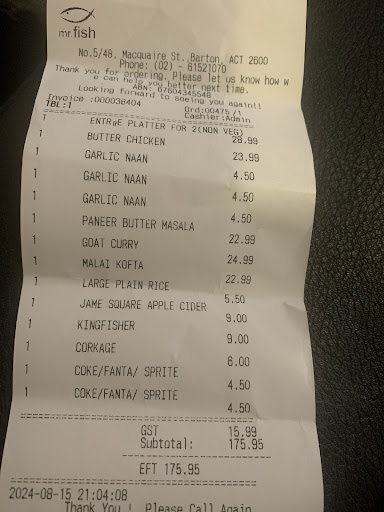 mr.fish
No.5/48, Macquaire St.,Barton, ACT 2600
Phone: (02) - 61521070
Thank you for ordering. Please let us know how w
e can help you better next time.
ABN: 67604345548
Looking forward to seeing you again!!
Invoice :000038404 Ord:00475 /1
TBL:1 Cashier:Admin
1 ENTReE PLATTER FOR 2(NON VEG) 28.99
1 BUTTER CHICKEN 23.99
1 GARLIC NAAN 4.50
1 GARLIC NAAN 4.50
1 GARLIC NAAN 4.50
1 PANEER BUTTER MASALA 22.99
1 GOAT CURRY 24.99
1 MALAI KOFTA 22.99
1 LARGE PLAIN RICE 5.50
1 JAME SQUARE APPLE CIDER 9.00
1 KINGFISHER 9.00
1 CORKAGE 6.00
1 COKE/FANTA/ SPRITE 4.50
1 COKE/FANTA/ SPRITE 4.50
GST 15.99
Subtotal: 175.95
EFT 175.95
2024-08-15 21:04:08
Thank You ! Please Call Again